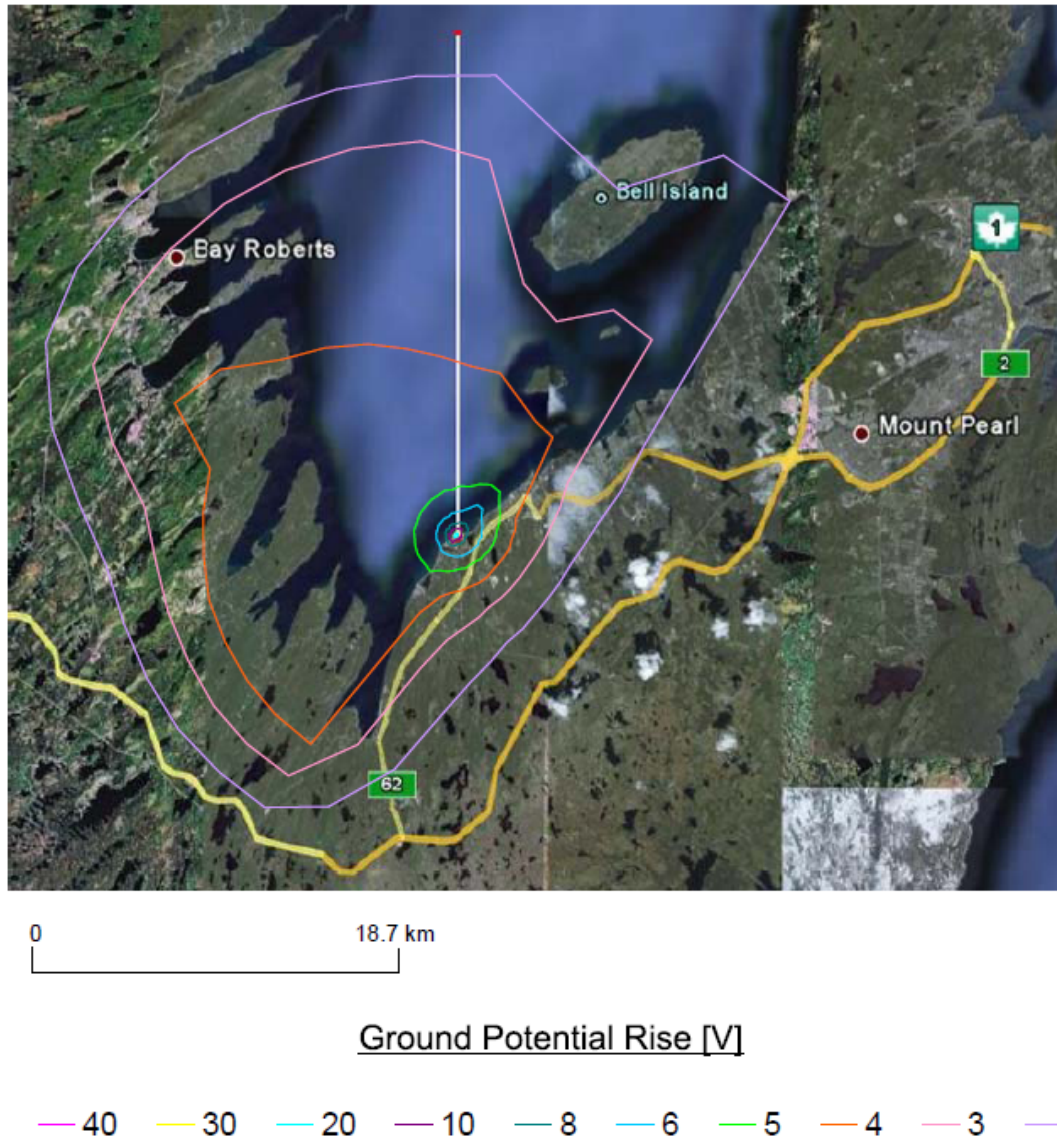 1
Bell Island
Bay Roberts
2
Mount Pearl
62
0 18.7 km
Ground Potential Rise [V]
40 30 20 10 8 6 5 4 3